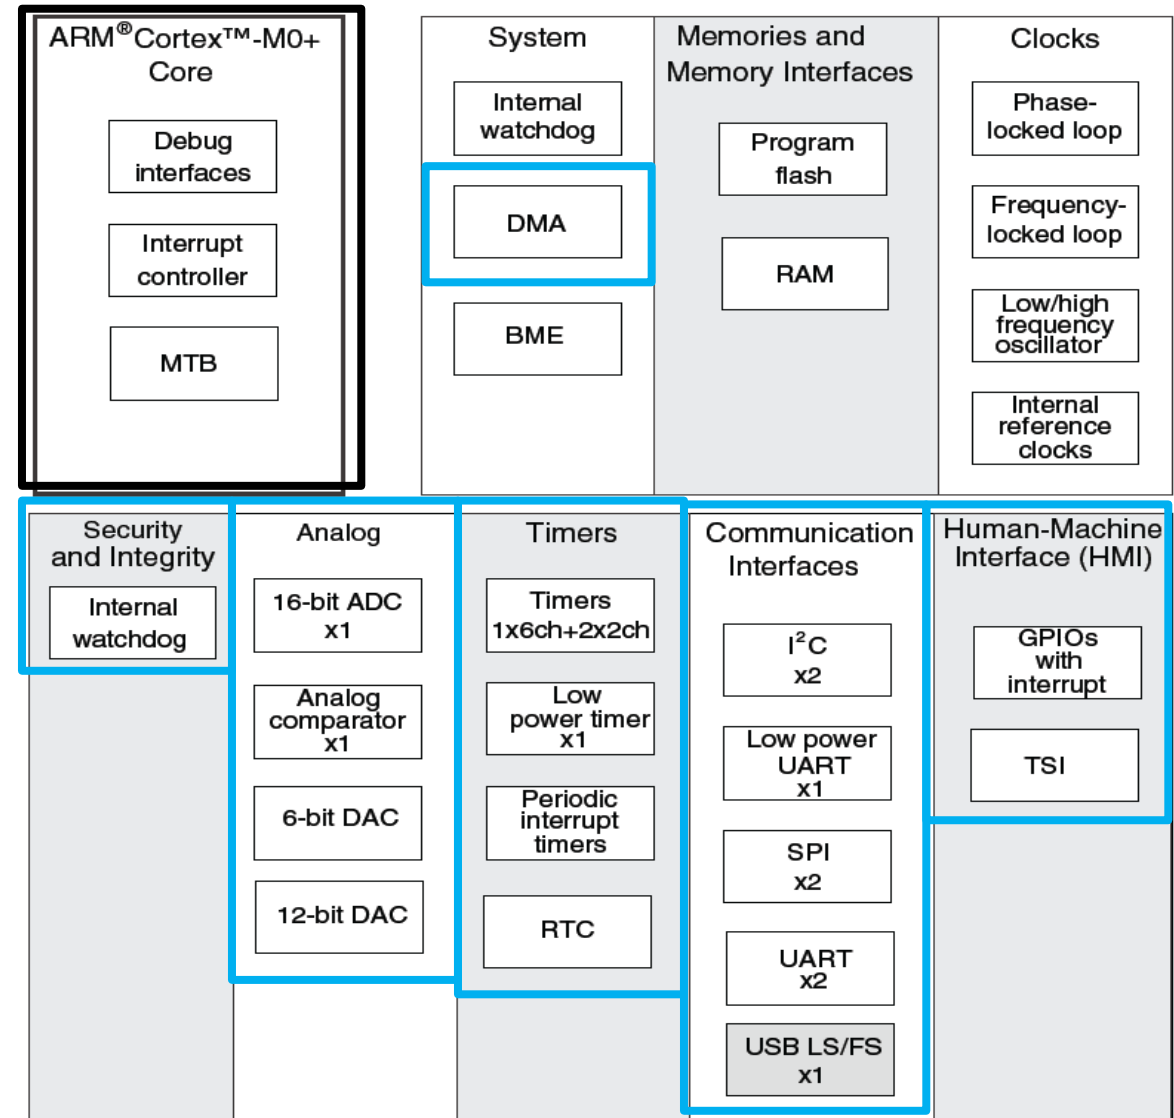 ARM®Cortex™-M0+
Core
Debug
interfaces
Interrupt
controller
MTB
System
Internal
watchdog
DMA
BME
Memories and
Memory Interfaces
Program
flash
RAM
Clocks
Phase-
locked loop
Frequency-
locked loop
Low/high
frequency
oscillator
Internal
reference
clocks
Security
and Integrity
Internal
watchdog
Analog
16-bit ADC
x1
Analog
comparator
x1
6-bit DAC
12-bit DAC
Timers
Timers
1x6ch+2x2ch
Low
power timer
x1
Periodic
interrupt
timers
RTC
Communication
Interfaces
I²C
x2
Low power
UART
x1
SPI
x2
UART
x2
USB LS/FS
x1
Human-Machine
Interface (HMI)
GPIOs
with
interrupt
TSI